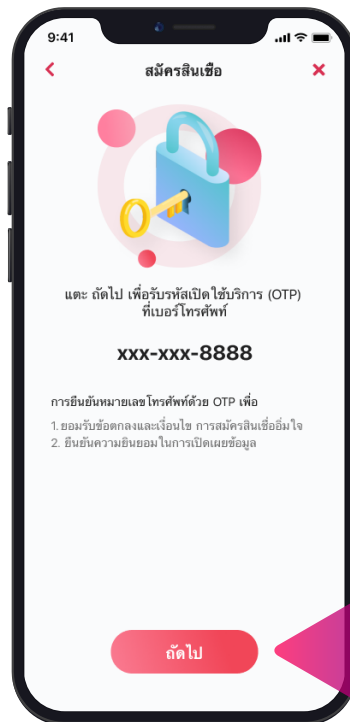 9:41
สมัครสินเชื่อ
แตะ ถัดไป เพื่อรับรหัสเปิดใช้บริการ (OTP)
ที่เบอร์โทรศัพท์
xxx-xxx-8888
การยืนยันหมายเลขโทรศัพท์ด้วย OTP เพื่อ
1. ยอมรับข้อตกลงและเงื่อนไข การสมัครสินเชื่ออิ่มใจ
2. ยืนยันความยินยอมในการเปิดเผยข้อมูล
ถัดไป